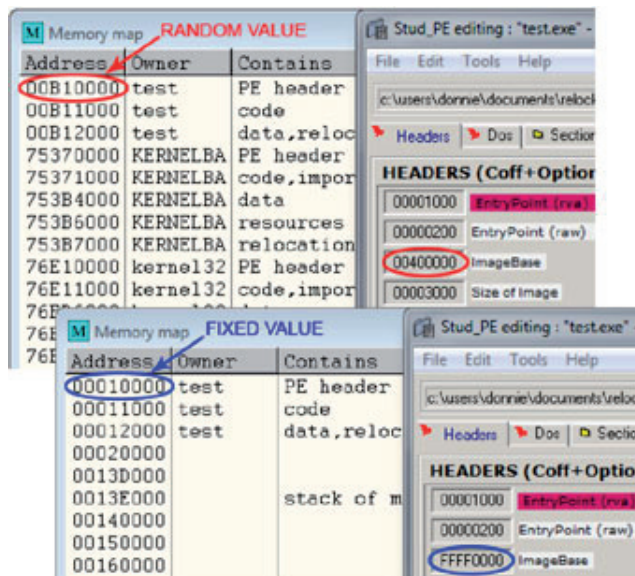 Memory map
RANDOM VALUE
Address Owner Contains
00B10000 test PE header
00B11000 test code
00B12000 test data,reloc
75370000 KERNELBA PE header
75371000 KERNELBA code,impor
753B4000 KERNELBA data
753B6000 KERNELBA resources
753B7000 KERNELBA relocation
76E10000 kernel32 PE header
76E11000 kernel32 code,impor
76E
76E
Stud_PE editing : "test.exe" -
File Edit Tools Help
c:\users\donnie\documents\relock
Headers Dos Section
HEADERS (Coff+Option
00001000 EntryPoint (rva)
00000200 EntryPoint (raw)
00400000 ImageBase
00003000 Size of Image
Memory map
FIXED VALUE
Address Owner Contains
00010000 test PE header
00011000 test code
00012000 test data,reloc
00020000
0013D000
0013E000 stack of m
00140000
00150000
00160000
Stud_PE editing : "test.exe"
File Edit Tools Help
c:\users\donnie\documents\reloc
Headers Dos Sectio
HEADERS (Coff+Optio
00001000 EntryPoint (rva)
00000200 EntryPoint (raw)
FFFF0000 ImageBase